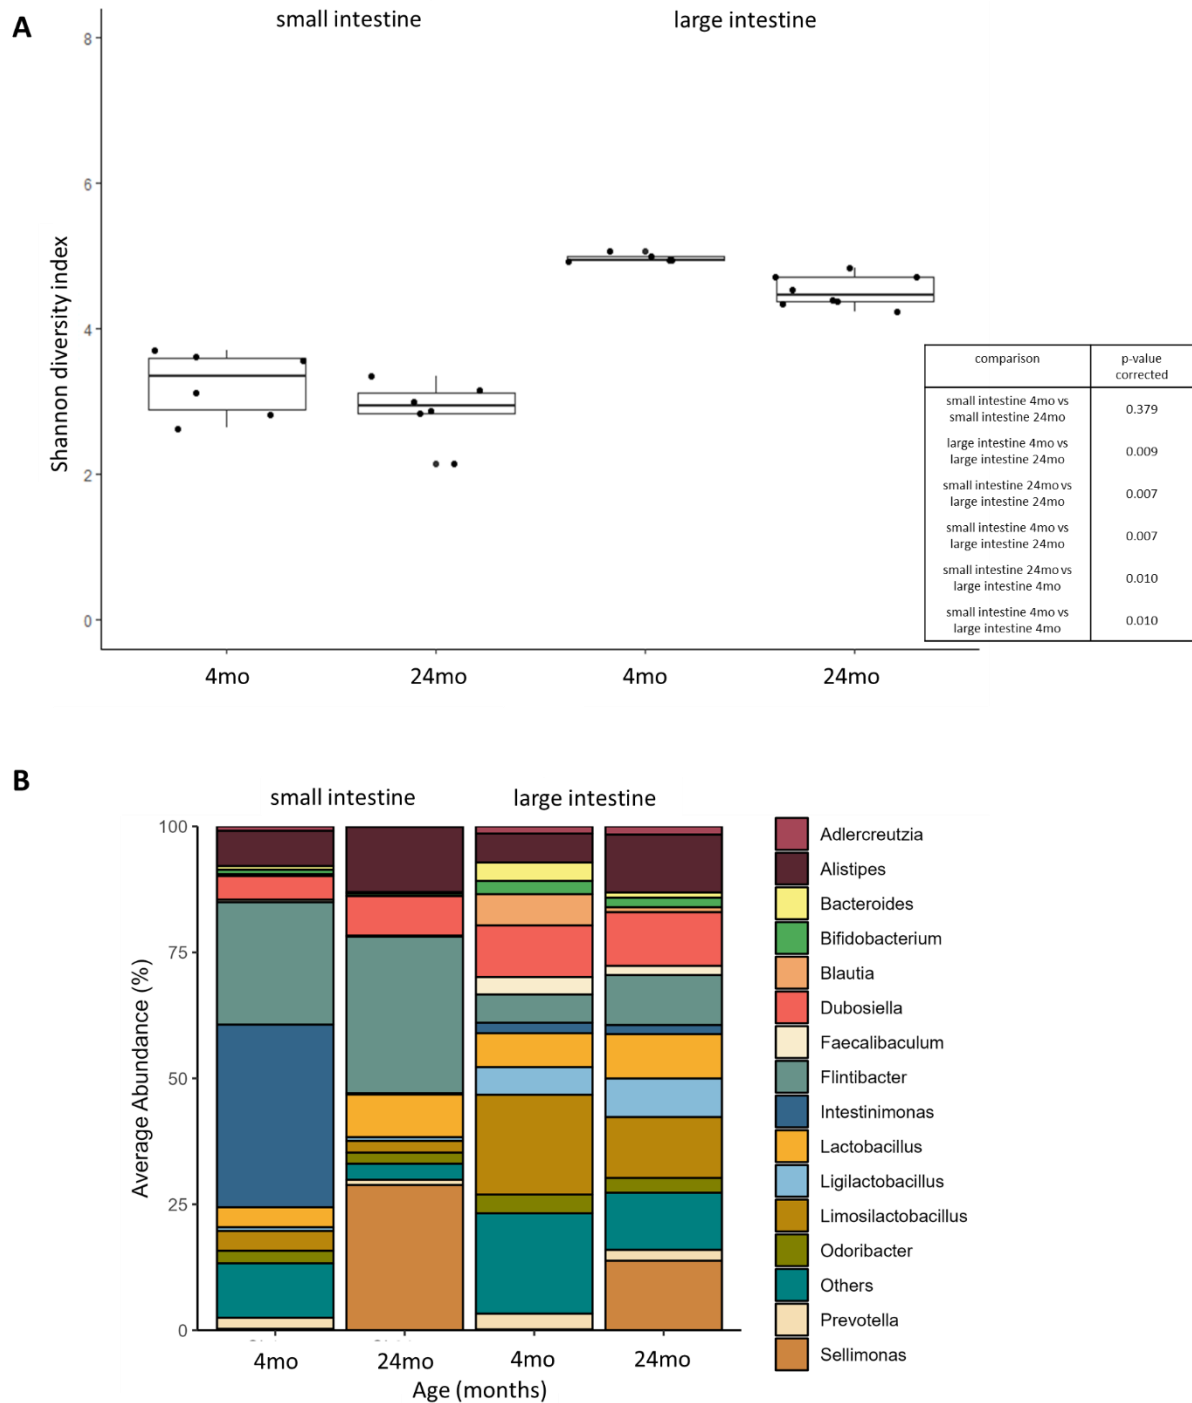 A
small intestine
large intestine
Shannon diversity index
8
6
4
2
0
4mo
24mo
4mo
24mo
comparison
p-value
corrected
small intestine 4mo vs
small intestine 24mo
0.379
large intestine 4mo vs
large intestine 24mo
0.009
small intestine 24mo vs
large intestine 24mo
0.007
small intestine 4mo vs
large intestine 24mo
0.007
small intestine 24mo vs
large intestine 4mo
0.010
small intestine 4mo vs
large intestine 4mo
0.010
B
small intestine
large intestine
Average Abundance (%)
100
75
50
25
0
4mo
24mo
4mo
24mo
Age (months)
Adlercreutzia
Alistipes
Bacteroides
Bifidobacterium
Blautia
Dubosiella
Faecalibaculum
Flintibacter
Intestinimonas
Lactobacillus
Ligilactobacillus
Limosilactobacillus
Odoribacter
Others
Prevotella
Sellimonas